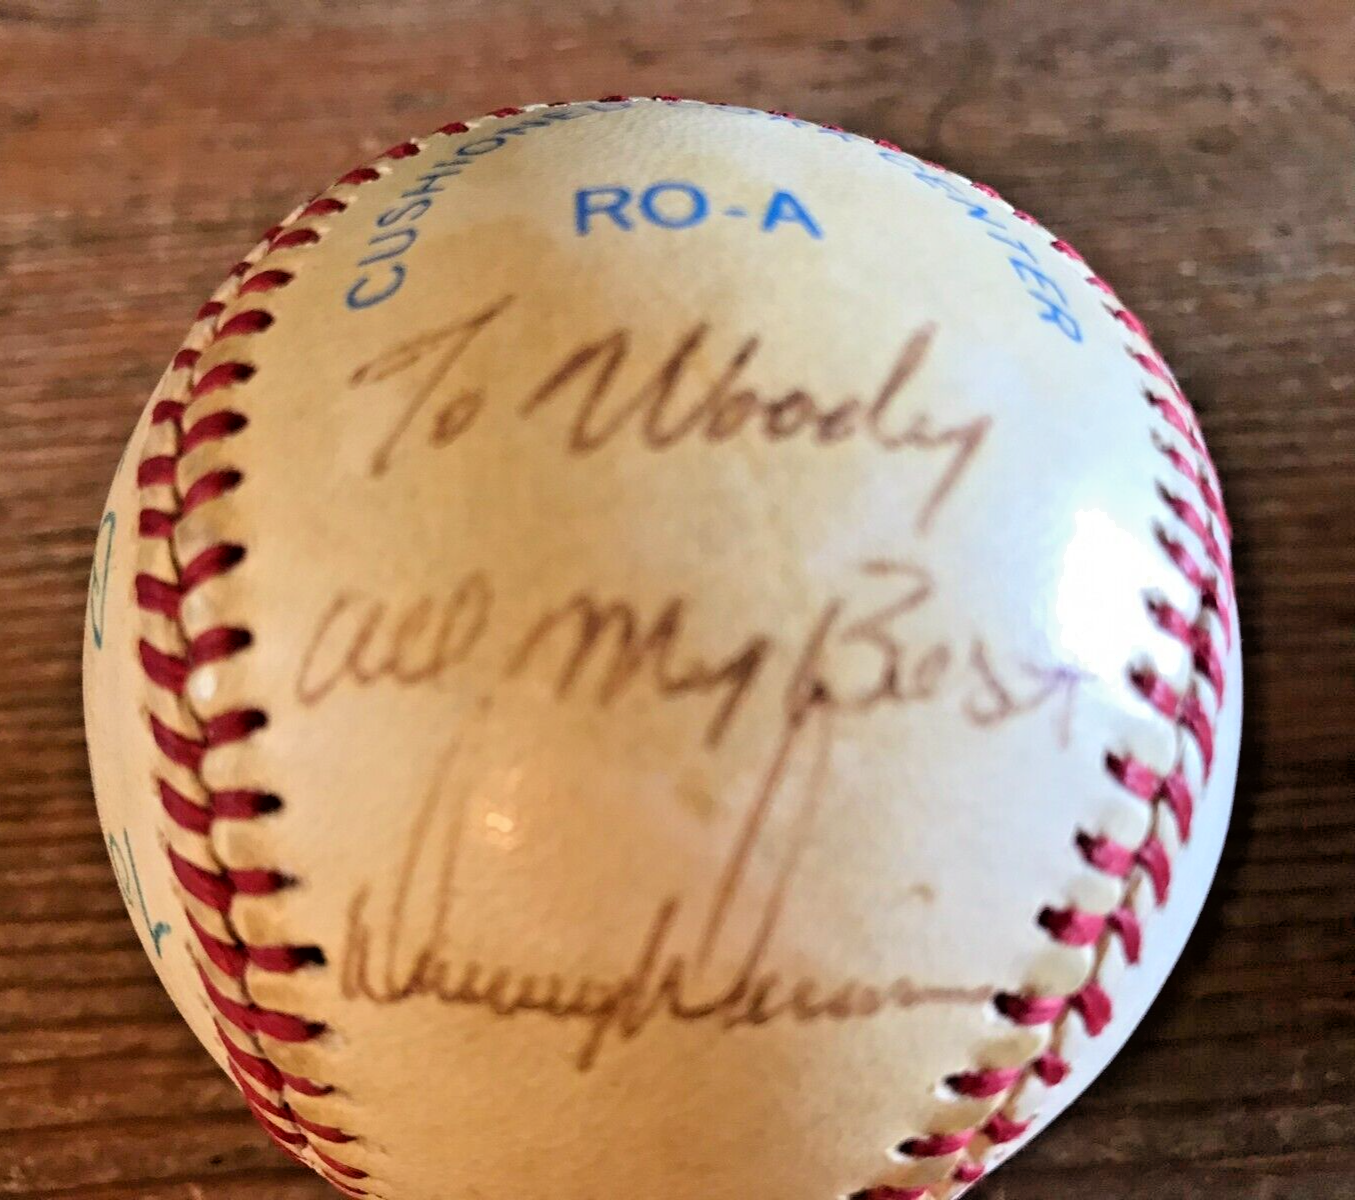 CUSHIONED CORK CENTER
RO-A
To Woody
All My Best